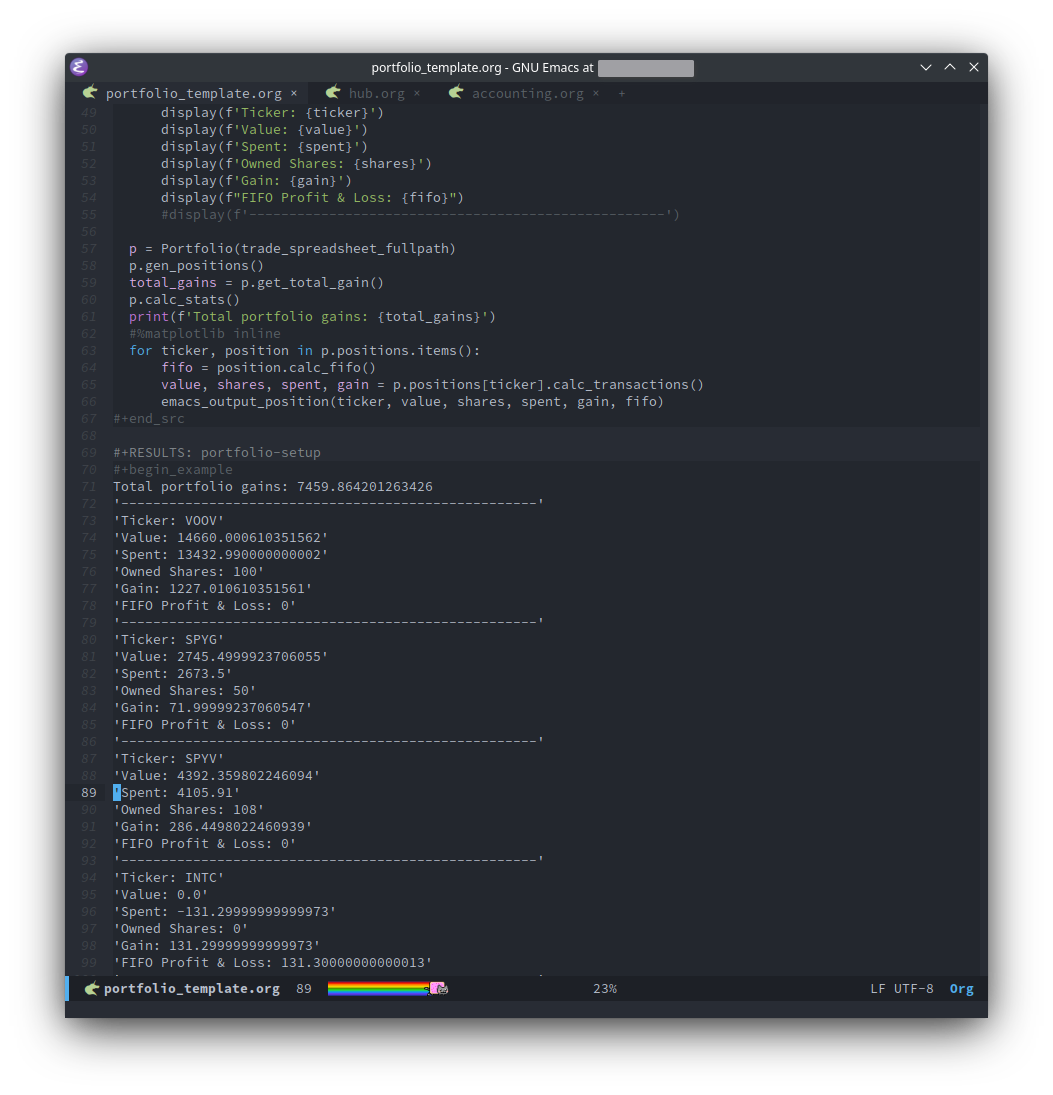 portfolio_template.org - GNU Emacs at
portfolio_template.org × hub.org × accounting.org × +
49 display(f'Ticker: {ticker}')
50 display(f'Value: {value}')
51 display(f'Spent: {spent}')
52 display(f'Owned Shares: {shares}')
53 display(f'Gain: {gain}')
54 display(f"FIFO Profit & Loss: {fifo}")
55 #display(f'----------------------------------------------------')
56
57 p = Portfolio(trade_spreadsheet_fullpath)
58 p.gen_positions()
59 total_gains = p.get_total_gain()
60 p.calc_stats()
61 print(f'Total portfolio gains: {total_gains}')
62 #%matplotlib inline
63 for ticker, position in p.positions.items():
64 fifo = position.calc_fifo()
65 value, shares, spent, gain = p.positions[ticker].calc_transactions()
66 emacs_output_position(ticker, value, shares, spent, gain, fifo)
67 #+end_src
68
69 #+RESULTS: portfolio-setup
70 #+begin_example
71 Total portfolio gains: 7459.864201263426
72 '----------------------------------------------------'
73 'Ticker: VOOV'
74 'Value: 14660.000610351562'
75 'Spent: 13432.990000000002'
76 'Owned Shares: 100'
77 'Gain: 1227.010610351561'
78 'FIFO Profit & Loss: 0'
79 '----------------------------------------------------'
80 'Ticker: SPYG'
81 'Value: 2745.4999923706055'
82 'Spent: 2673.5'
83 'Owned Shares: 50'
84 'Gain: 71.99999237060547'
85 'FIFO Profit & Loss: 0'
86 '----------------------------------------------------'
87 'Ticker: SPYV'
88 'Value: 4392.359802246094'
89 'Spent: 4105.91'
90 'Owned Shares: 108'
91 'Gain: 286.4498022460939'
92 'FIFO Profit & Loss: 0'
93 '----------------------------------------------------'
94 'Ticker: INTC'
95 'Value: 0.0'
96 'Spent: -131.29999999999973'
97 'Owned Shares: 0'
98 'Gain: 131.29999999999973'
99 'FIFO Profit & Loss: 131.30000000000013'
portfolio_template.org 89 23% LF UTF-8 Org